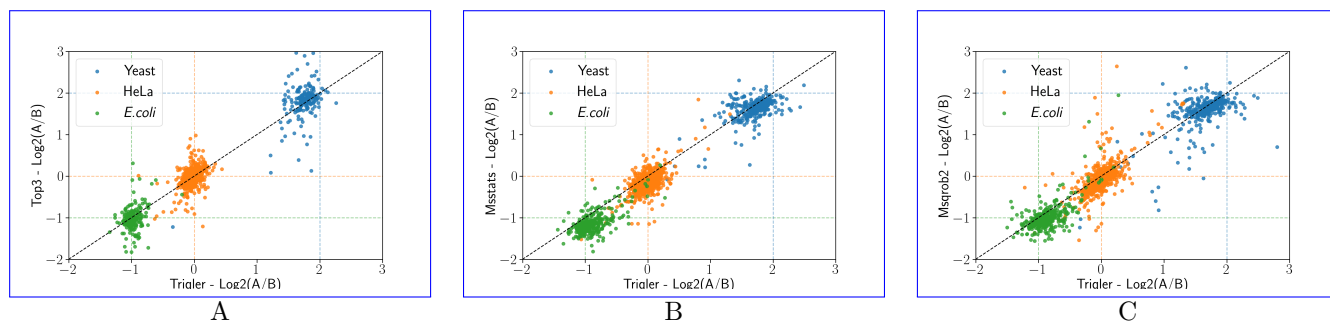 3
2
1
0
−1
−2
Top3 - Log2(A/B)
Yeast
HeLa
E.coli
−2 −1 0 1 2 3
Triqler - Log2(A/B)
A
3
2
1
0
−1
−2
Msstats - Log2(A/B)
Yeast
HeLa
E.coli
−2 −1 0 1 2 3
Triqler - Log2(A/B)
B
3
2
1
0
−1
−2
Msqrob2 - Log2(A/B)
Yeast
HeLa
E.coli
−2 −1 0 1 2 3
Triqler - Log2(A/B)
C